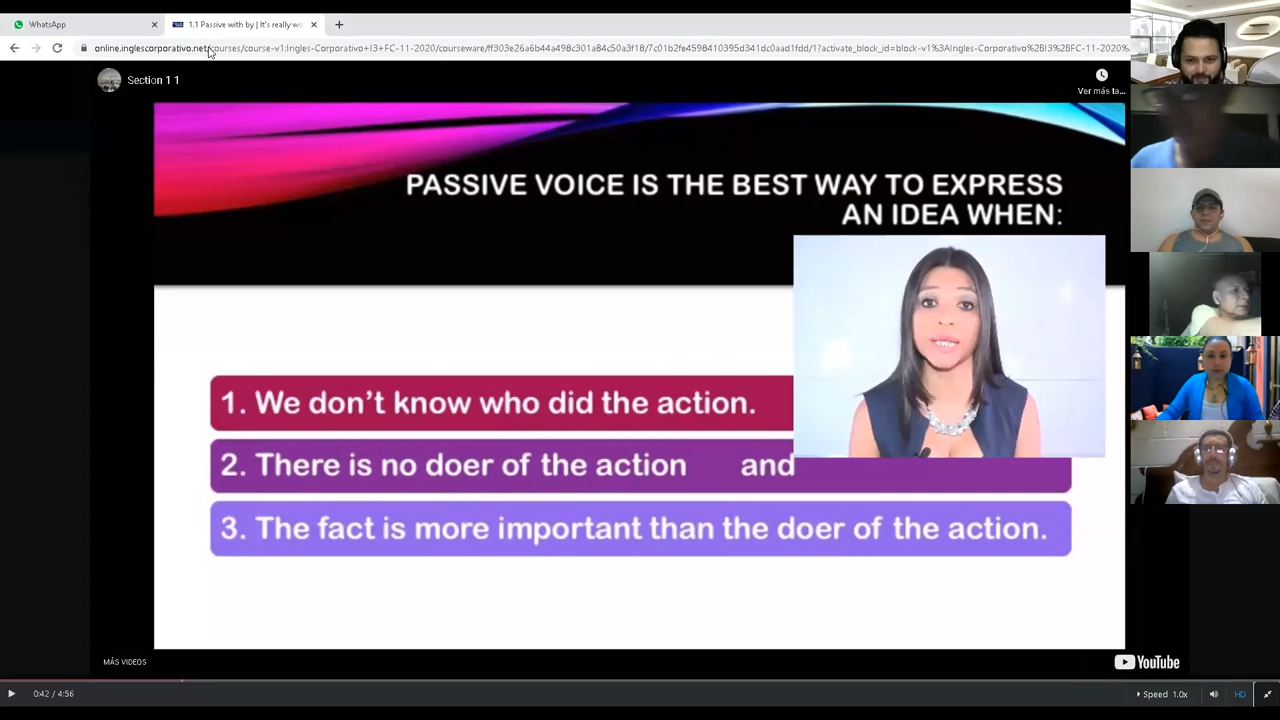 WhatsApp
1.1 Passive with by | It's really wo
online.inglescorporativo.net/courses/course-v1:Ingles-Corporativo+I3+FC-11-2020/courseware/ff303e26a6b44a498c301a84c50a3f18/7c01b2fe4598410395d341dc0aad1fdd/1?activate_block_id=block-v1%3AIngles-Corporativo%2BI3%2BFC-11-2020%
Section 1 1
Ver más ta...
PASSIVE VOICE IS THE BEST WAY TO EXPRESS
AN IDEA WHEN:
1. We don't know who did the action.
2. There is no doer of the action and
3. The fact is more important than the doer of the action.
MÁS VIDEOS
YouTube
0:42 / 4:56
Speed 1.0x
HD